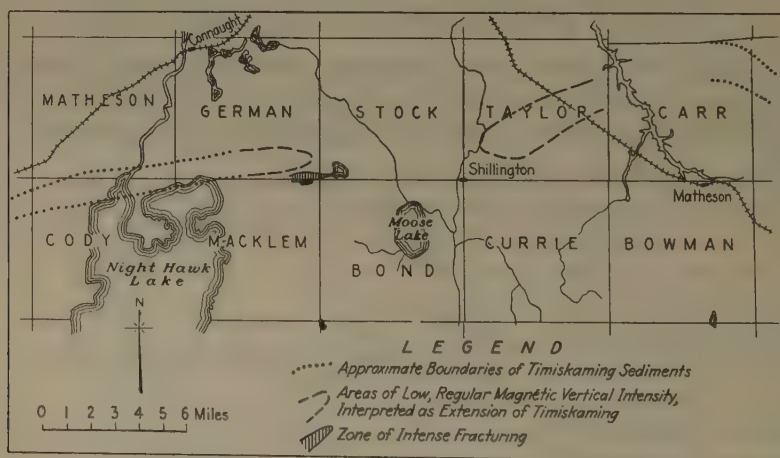 Connaught
MATHESON
GERMAN
STOCK
TAYLOR
CARR
Shillington
Matheson
Moose
Lake
CODY
MACKLEM
BOND
CURRIE
BOWMAN
Night Hawk
Lake
N
LEGEND
Approximate Boundaries of Timiskaming Sediments
Areas of Low, Regular Magnetic Vertical Intensity,
Interpreted as Extension of Timiskaming
Zone of Intense Fracturing
0 1 2 4 6 Miles